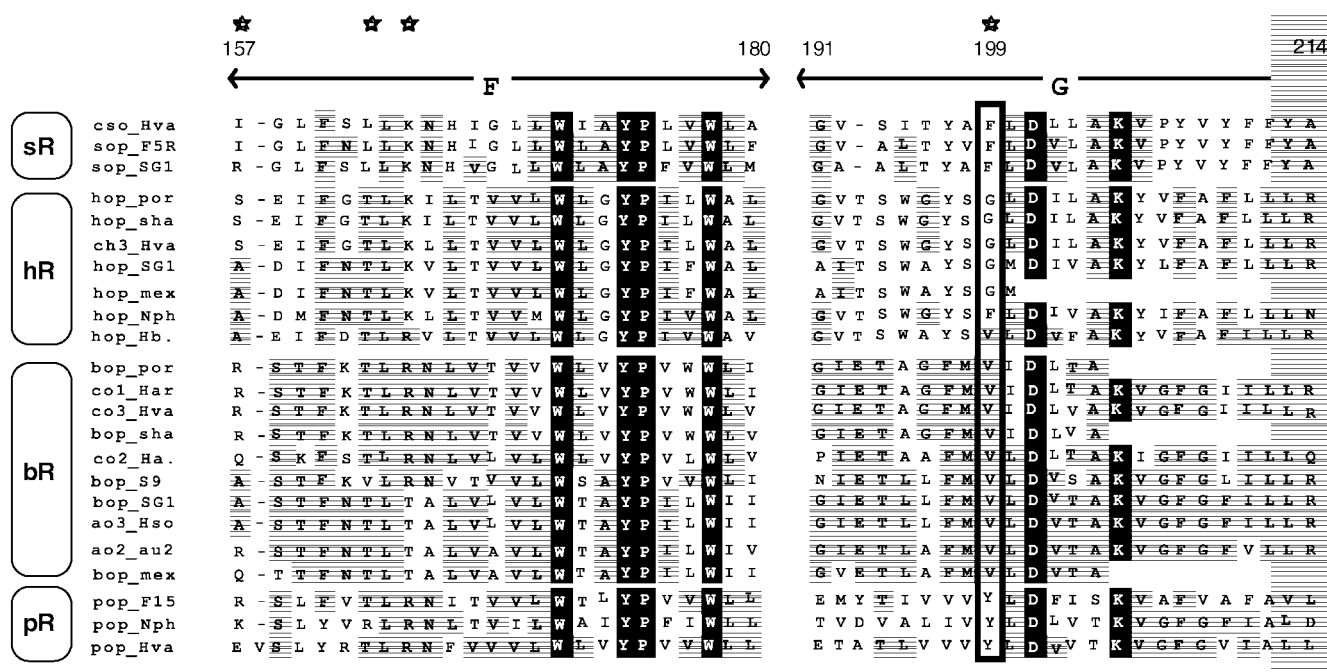 157 180 191 199 214
F G
sR
cso_Hva I - G L F S L L K N H I G L L W I A Y P L V W L A G V - S I T Y A F L D L L A K V P Y V Y F F Y A
sop_F5R I - G L F N L L K N H I G L L W L A Y P L V W L F G V - A L T Y V F L D V L A K V P Y V Y F F Y A
sop_SG1 R - G L F S L L K N H V G L L W L A Y P F V W L M G A - A L T Y A F L D V L A K V P Y V Y F F Y A
hR
hop_por S - E I F G T L K I L T V V L W L G Y P I L W A L G V T S W G Y S G L D I L A K Y V F A F L L L R
hop_sha S - E I F G T L K I L T V V L W L G Y P I L W A L G V T S W G Y S G L D I L A K Y V F A F L L L R
ch3_Hva S - E I F G T L K L L T V V L W L G Y P I L W A L G V T S W G Y S G L D I L A K Y V F A F L L L R
hop_SG1 A - D I F N T L K V L T V V L W L G Y P I F W A L A I T S W A Y S G M D I V A K Y L F A F L L L R
hop_mex A - D I F N T L K V L T V V L W L G Y P I F W A L A I T S W A Y S G M
hop_Nph A - D M F N T L K L L T V V M W L G Y P I V W A L G V T S W G Y S F L D I V A K Y I F A F L L L N
hop_Hb. A - E I F D T L R V L T V V L W L G Y P I V W A V G V T S W A Y S V L D V F A K Y V F A F I L L R
bR
bop_por R - S T F K T L R N L V T V V W L V Y P V W W L I G I E T A G F M V I D L T A
co1_Har R - S T F K T L R N L V T V V W L V Y P V W W L I G I E T A G F M V I D L T A K V G F G I I L L R
co3_Hva R - S T F K T L R N L V T V V W L V Y P V W W L V G I E T A G F M V I D L V A K V G F G I I L L R
bop_sha R - S T F K T L R N L V T V V W L V Y P V W W L V G I E T A G F M V I D L V A
co2_Ha. Q - S K F S T L R N L V L V L W L V Y P V L W L V P I E T A A F M V L D L T A K I G F G I I L L Q
bop_S9 A - S T F K V L R N V T V V L W S A Y P V V W L I N I E T L L F M V L D V S A K V G F G L I L L R
bop_SG1 A - S T F N T L T A L V L V L W T A Y P I L W I I G I E T L L F M V L D V T A K V G F G F I L L R
ao3_Hso A - S T F N T L T A L V L V L W T A Y P I L W I I G I E T L L F M V L D V T A K V G F G F I L L R
ao2_au2 R - S T F N T L T A L V A V L W T A Y P I L W I V G I E T L A F M V L D V T A K V G F G F V L L R
bop_mex Q - T T F N T L T A L V A V L W T A Y P I L W I I G V E T L A F M V L D V T A
pR
pop_F15 R - S L F V T L R N I T V V L W T L Y P V V W L L E M Y T I V V V Y L D F I S K V A F V A F A V L
pop_Nph K - S L Y V R L R N L T V I L W A I Y P F I W L L T V D V A L I V Y L D L V T K V G F G F I A L D
pop_Hva E V S L Y R T L R N F V V V L W L V Y P V V W L L E T A T V V V V Y L D V V T K V G F G V I A L L